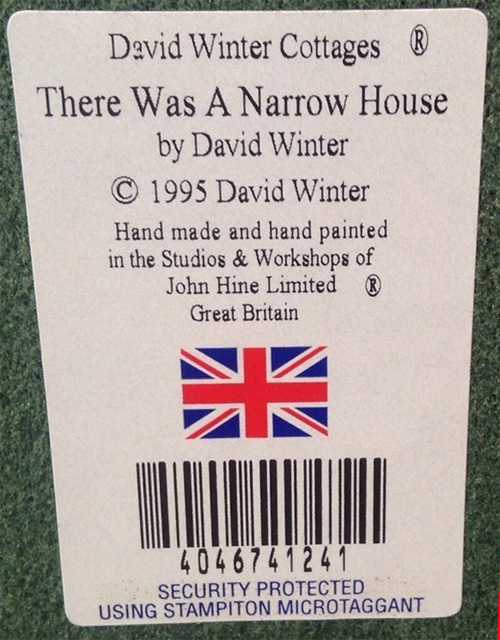 David Winter Cottages ®
There Was A Narrow House
by David Winter
© 1995 David Winter
Hand made and hand painted
in the Studios & Workshops of
John Hine Limited ®
Great Britain
4046741241
SECURITY PROTECTED
USING STAMPITON MICROTAGGANT